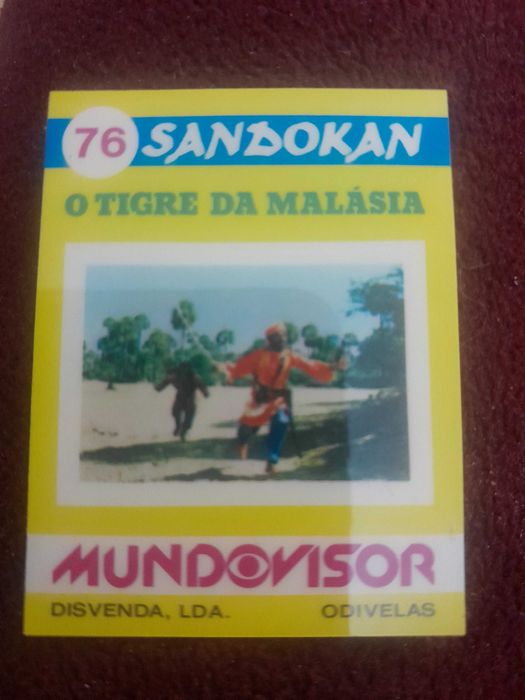 76 SANDOKAN
O TIGRE DA MALÁSIA
MUNDOVISOR
DISVENDA, LDA. ODIVELAS